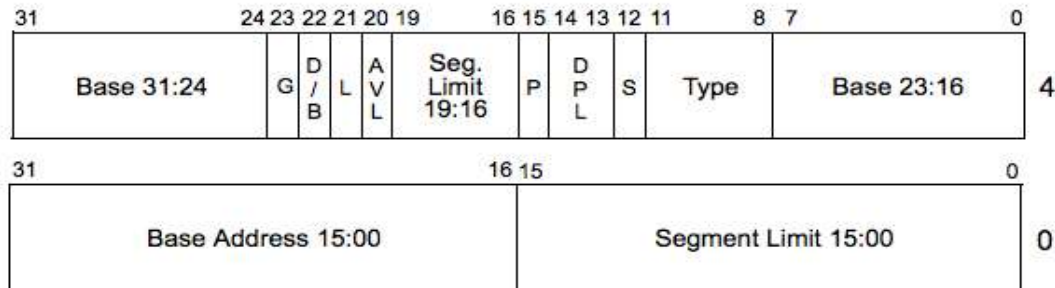 31 24 23 22 21 20 19 16 15 14 13 12 11 8 7 0
Base 31:24 G D/B L AVL Seg. Limit 19:16 P DPL S Type Base 23:16 4
31 16 15 0
Base Address 15:00 Segment Limit 15:00 0